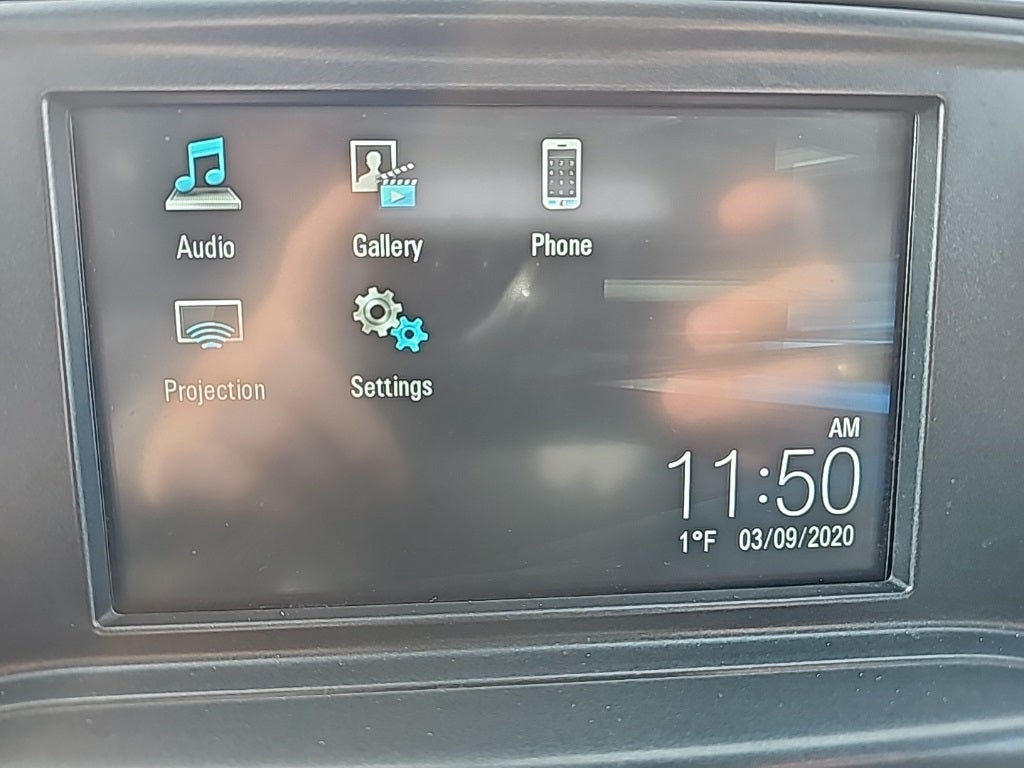 Audio Gallery Phone
Projection Settings
AM
11:50
1°F 03/09/2020